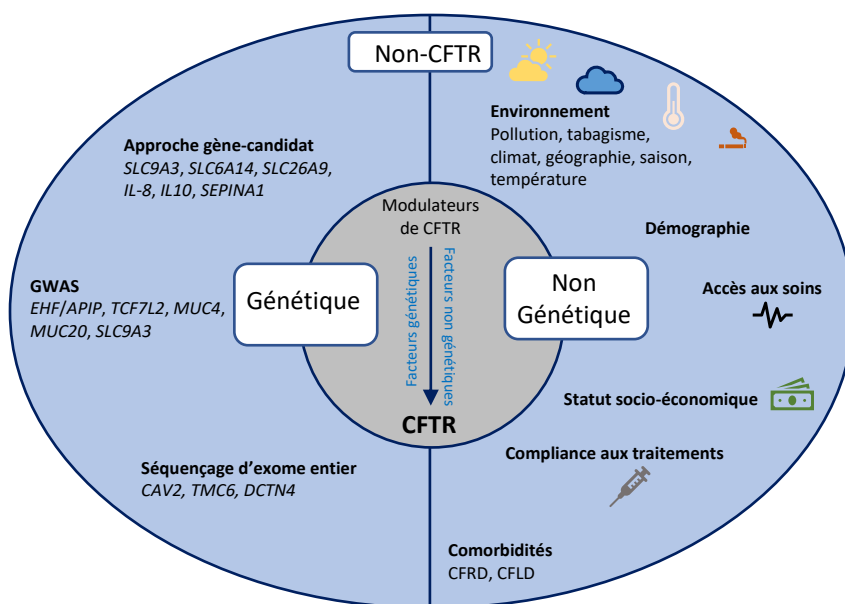 Non-CFTR
Environnement
Pollution, tabagisme,
climat, géographie, saison,
température
Approche gène-candidat
SLC9A3, SLC6A14, SLC26A9,
IL-8, IL10, SEPINA1
Modulateurs
de CFTR
Démographie
GWAS
EHF/APIP, TCF7L2, MUC4,
MUC20, SLC9A3
Génétique
Facteurs génétiques
Facteurs non génétiques
Non
Génétique
Accès aux soins
CFTR
Statut socio-économique
Séquençage d'exome entier
CAV2, TMC6, DCTN4
Compliance aux traitements
Comorbidités
CFRD, CFLD